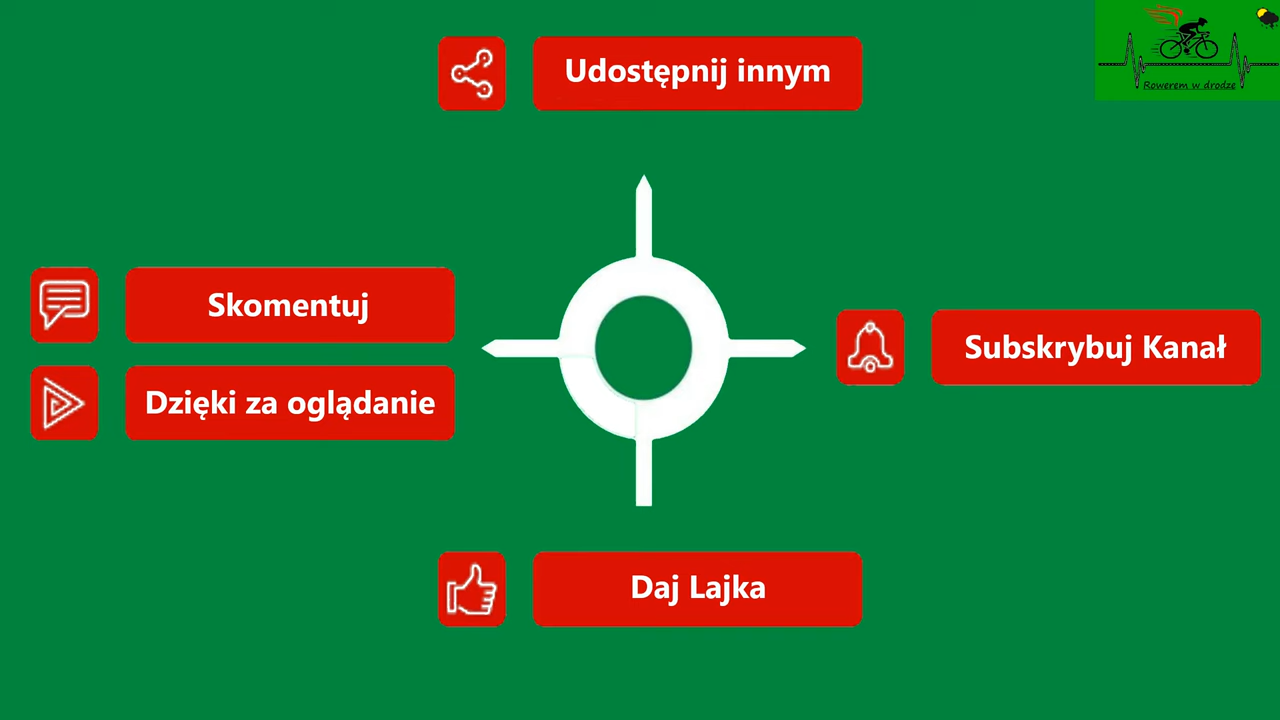 Udostępnij innym
Rowerem w drodze
Skomentuj
Subskrybuj Kanał
Dzięki za oglądanie
Daj Lajka